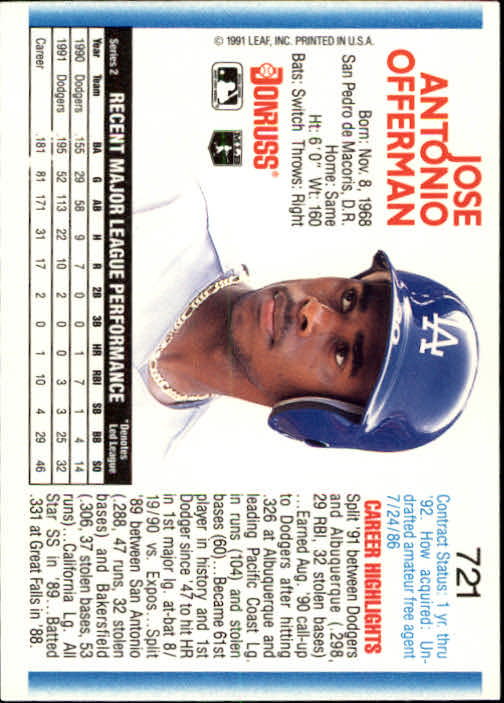 721
JOSE
ANTONIO
OFFERMAN
Born: Nov. 8, 1968
Home: Same
San Pedro de Macoris, D.R.
Ht: 6' 0" Wt: 160
Bats: Switch Throws: Right
DONRUSS®
MLB
© 1991 LEAF, INC. PRINTED IN U.S.A.
LA
Contract Status: 1 yr. thru
'92. How acquired: Un-
drafted amateur free agent
7/24/86
CAREER HIGHLIGHTS
Split '91 between Dodgers
and Albuquerque (.298,
29 RBI, 32 stolen bases)
...Earned Aug. '90 call-up
to Dodgers after hitting
.326 at Albuquerque and
leading Pacific Coast Lg.
in runs (104) and stolen
bases (60)...Became 61st
player in history and 1st
Dodger since '47 to hit HR
in 1st major lg. at-bat 8/
19/90 vs. Expos...Split
'89 between San Antonio
(.288, 47 runs, 32 stolen
bases) and Bakersfield
(.306, 37 stolen bases, 53
runs)...California Lg. All
Star SS in '89...Batted
.331 at Great Falls in '88.
Series 2 RECENT MAJOR LEAGUE PERFORMANCE *Denotes
Led League
Year Team BA G AB H R 2B 3B HR RBI SB BB SO
1990 Dodgers .155 29 58 9 7 0 0 1 7 1 4 14
1991 Dodgers .195 52 113 22 10 2 0 0 3 3 25 32
Career .181 81 171 31 17 2 0 1 10 4 29 46